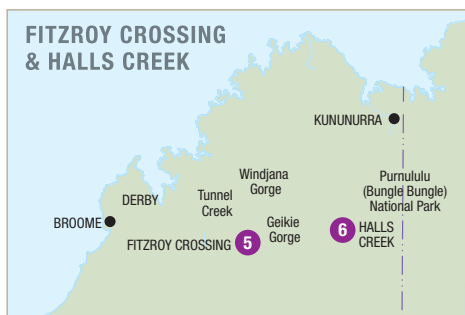 FITZROY CROSSING
& HALLS CREEK
KUNUNURRA
Windjana
Gorge
Purnululu
(Bungle Bungle)
National Park
DERBY
Tunnel
Creek
BROOME
Geikie
Gorge
FITZROY CROSSING 5
6 HALLS
CREEK